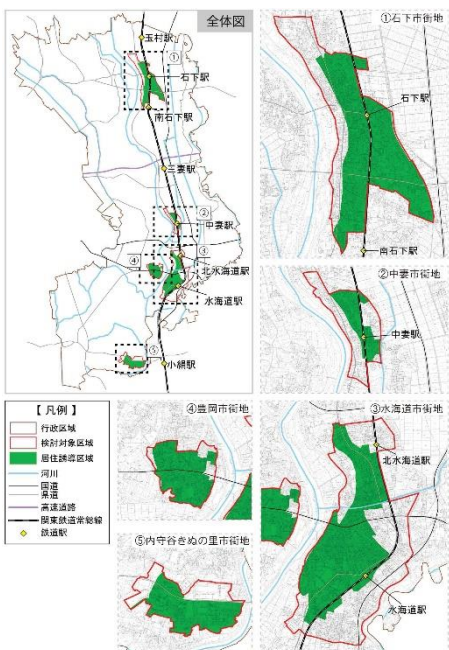 全体図
玉村駅
①
石下駅
南石下駅
三妻駅
②
中妻駅
③
④
北水海道駅
水海道駅
⑤
小絹駅
①石下市街地
石下駅
南石下駅
②中妻市街地
中妻駅
【 凡例 】
行政区域
検討対象区域
居住誘導区域
河川
国道
県道
高速道路
関東鉄道常総線
鉄道駅
④豊岡市街地
⑤内守谷きぬの里市街地
③水海道市街地
北水海道駅
水海道駅